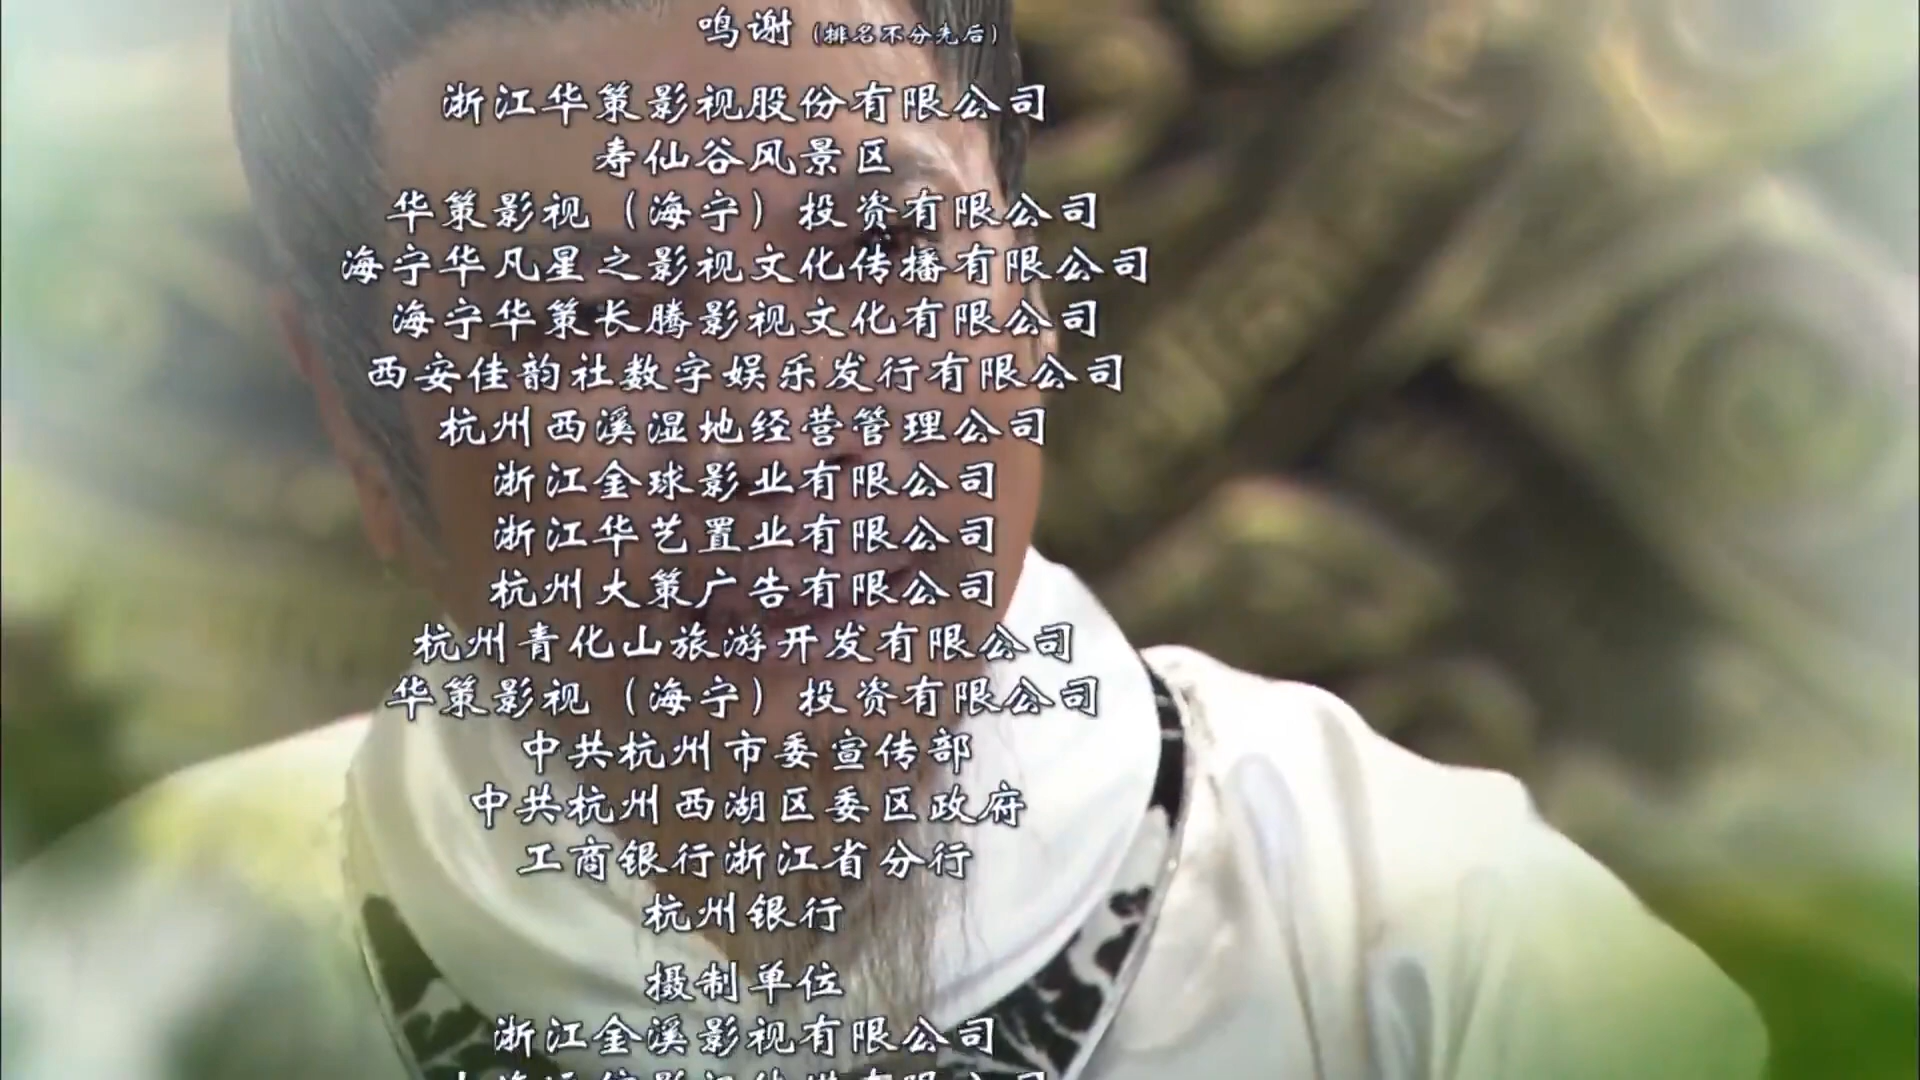 鸣谢（排名不分先后）
浙江华策影视股份有限公司
寿仙谷风景区
华策影视（海宁）投资有限公司
海宁华凡星之影视文化传播有限公司
海宁华策长腾影视文化有限公司
西安佳韵社数字娱乐发行有限公司
杭州西溪湿地经营管理公司
浙江金球影业有限公司
浙江华艺置业有限公司
杭州大策广告有限公司
杭州青化山旅游开发有限公司
华策影视（海宁）投资有限公司
中共杭州市委宣传部
中共杭州西湖区委区政府
工商银行浙江省分行
杭州银行
摄制单位
浙江金溪影视有限公司